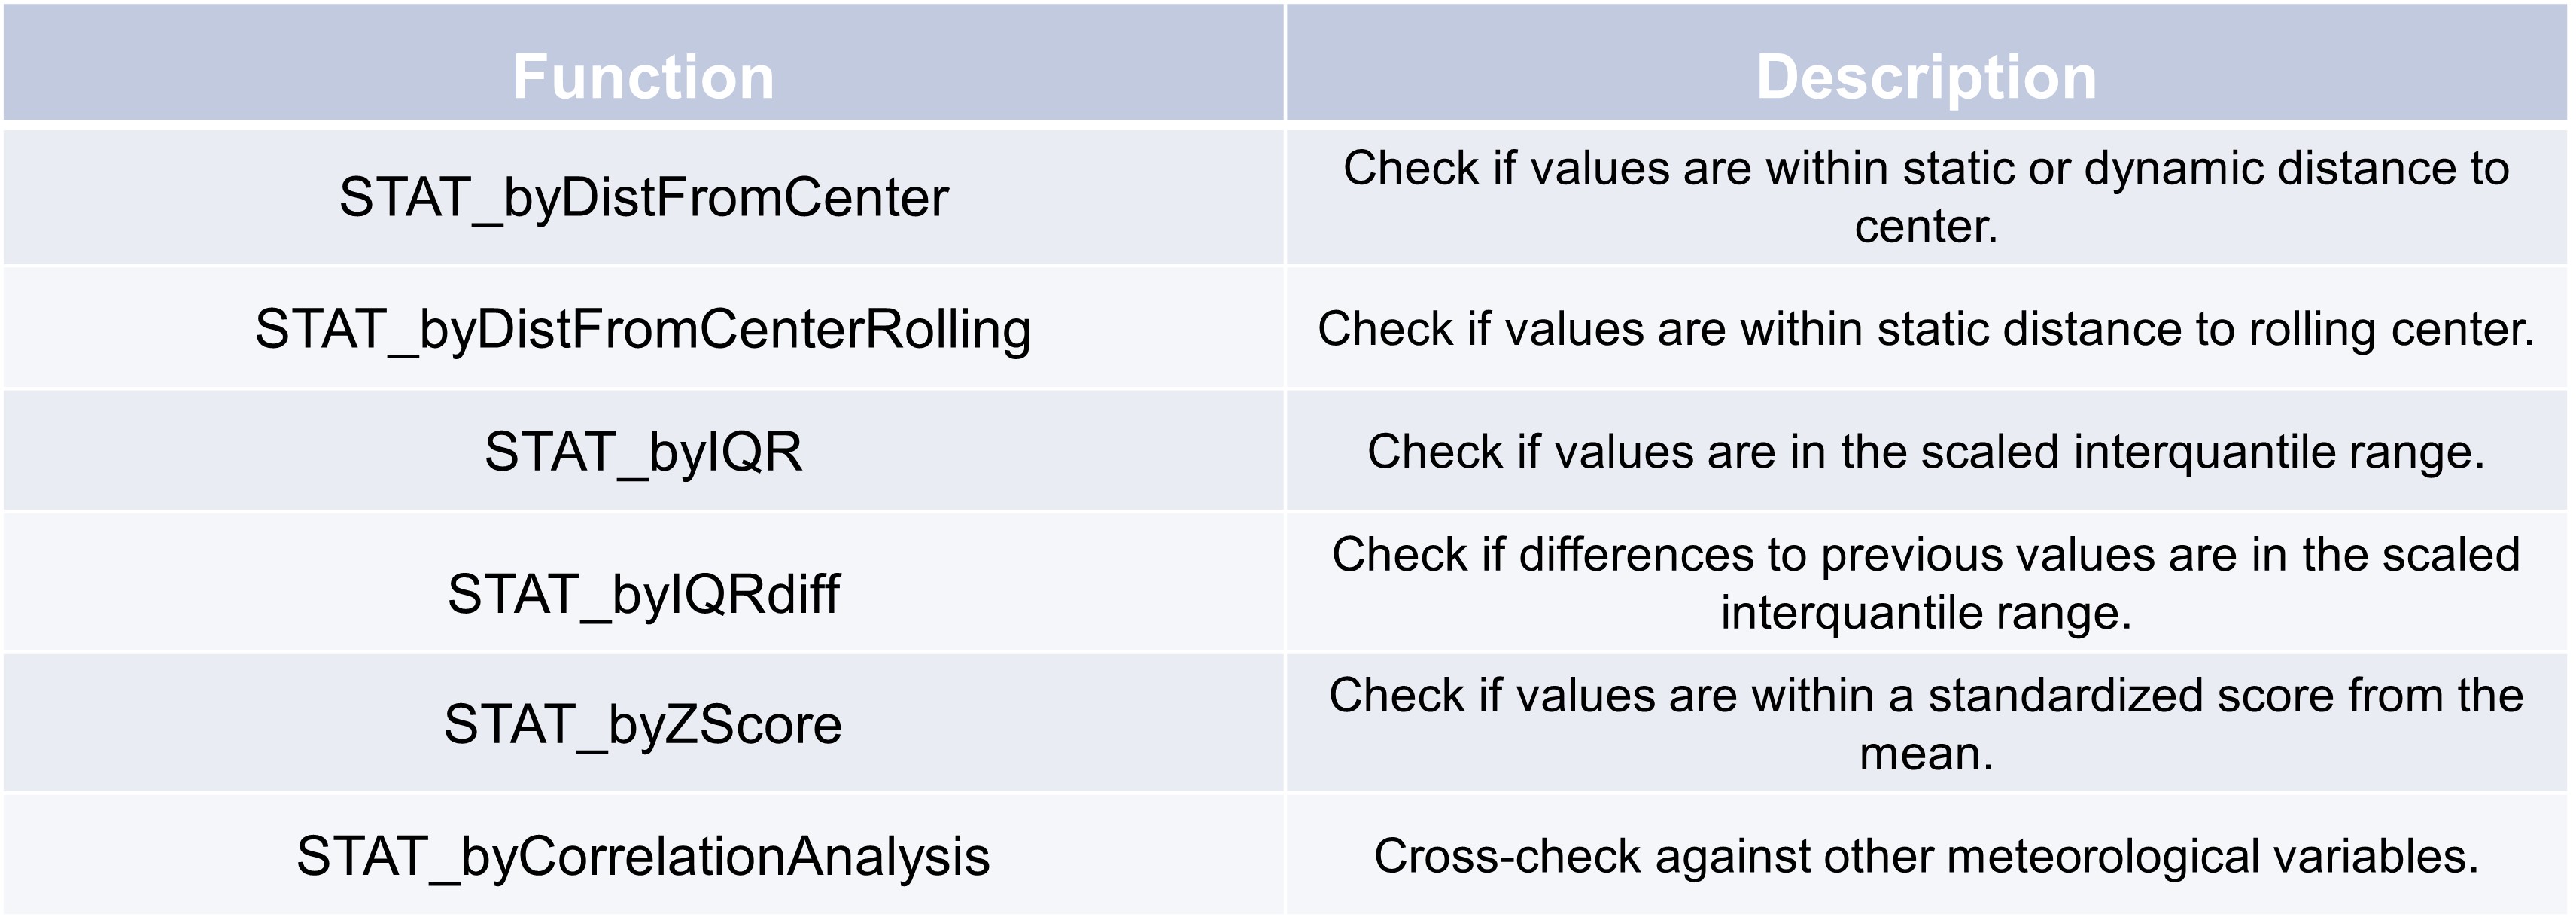 Function
Description
STAT_byDistFromCenter
Check if values are within static or dynamic distance to
center.
STAT_byDistFromCenterRolling
Check if values are within static distance to rolling center.
STAT_byIQR
Check if values are in the scaled interquantile range.
STAT_byIQRdiff
Check if differences to previous values are in the scaled
interquantile range.
STAT_byZScore
Check if values are within a standardized score from the
mean.
STAT_byCorrelationAnalysis
Cross-check against other meteorological variables.